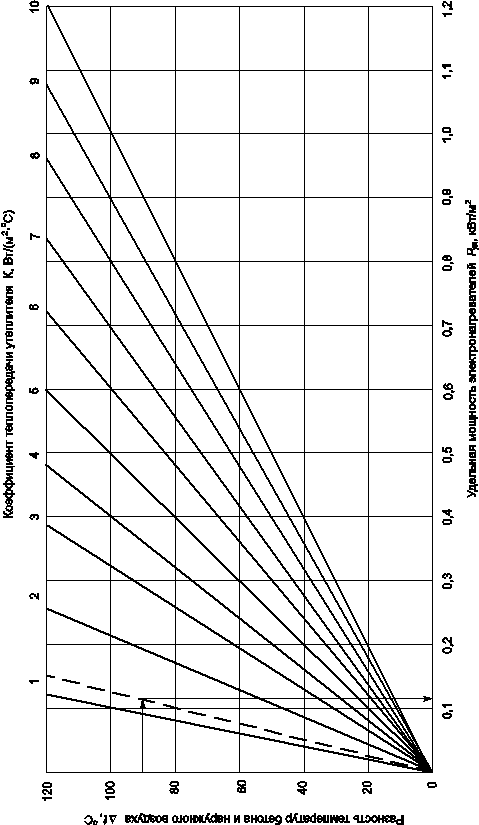 Коэффициент теплопередачи утеплителя K, Вт/(м²·°С)
1 2 3 4 5 6 7 8 9 10
Разность температур бетона и наружного воздуха Δt, °С
120
100
80
60
40
20
0
0,1 0,2 0,3 0,4 0,5 0,6 0,7 0,8 0,9 1,0 1,1 1,2
Удельная мощность электронагревателей P, кВт/м²